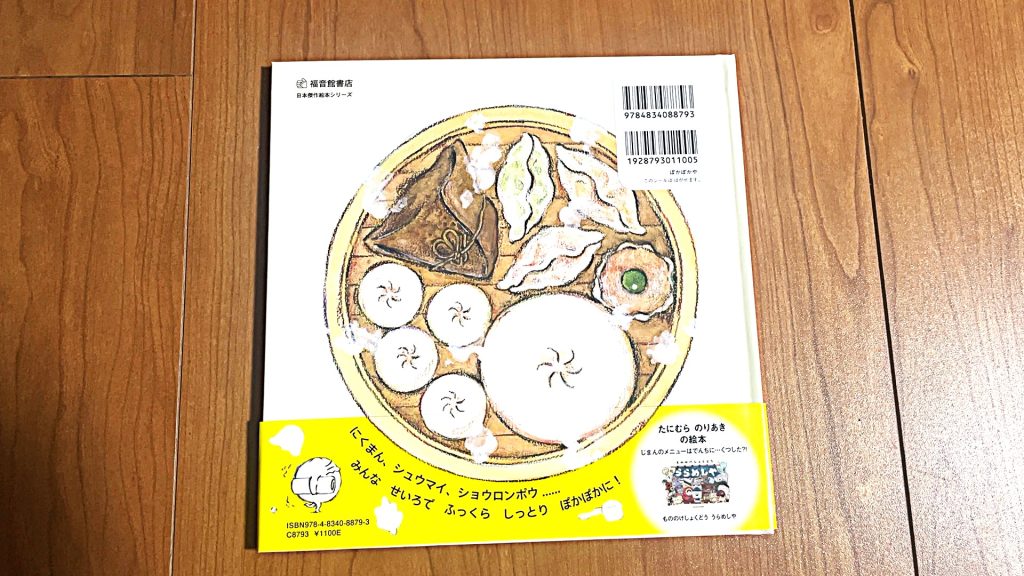 福音館書店
日本傑作絵本シリーズ
9784834088793
1928793011005
ぽかぽかや
このシールははがせます。
にくまん、シュウマイ、ショウロンポウ……
みんな せいろで ふっくら しっとり ぽかぽかに!
ISBN978-4-8340-8879-3
C8793 ¥1100E
たにむら のりあき
の絵本
じまんのメニューはでんちに…くつした?!
うらめしや
もののけしょくどう うらめしや